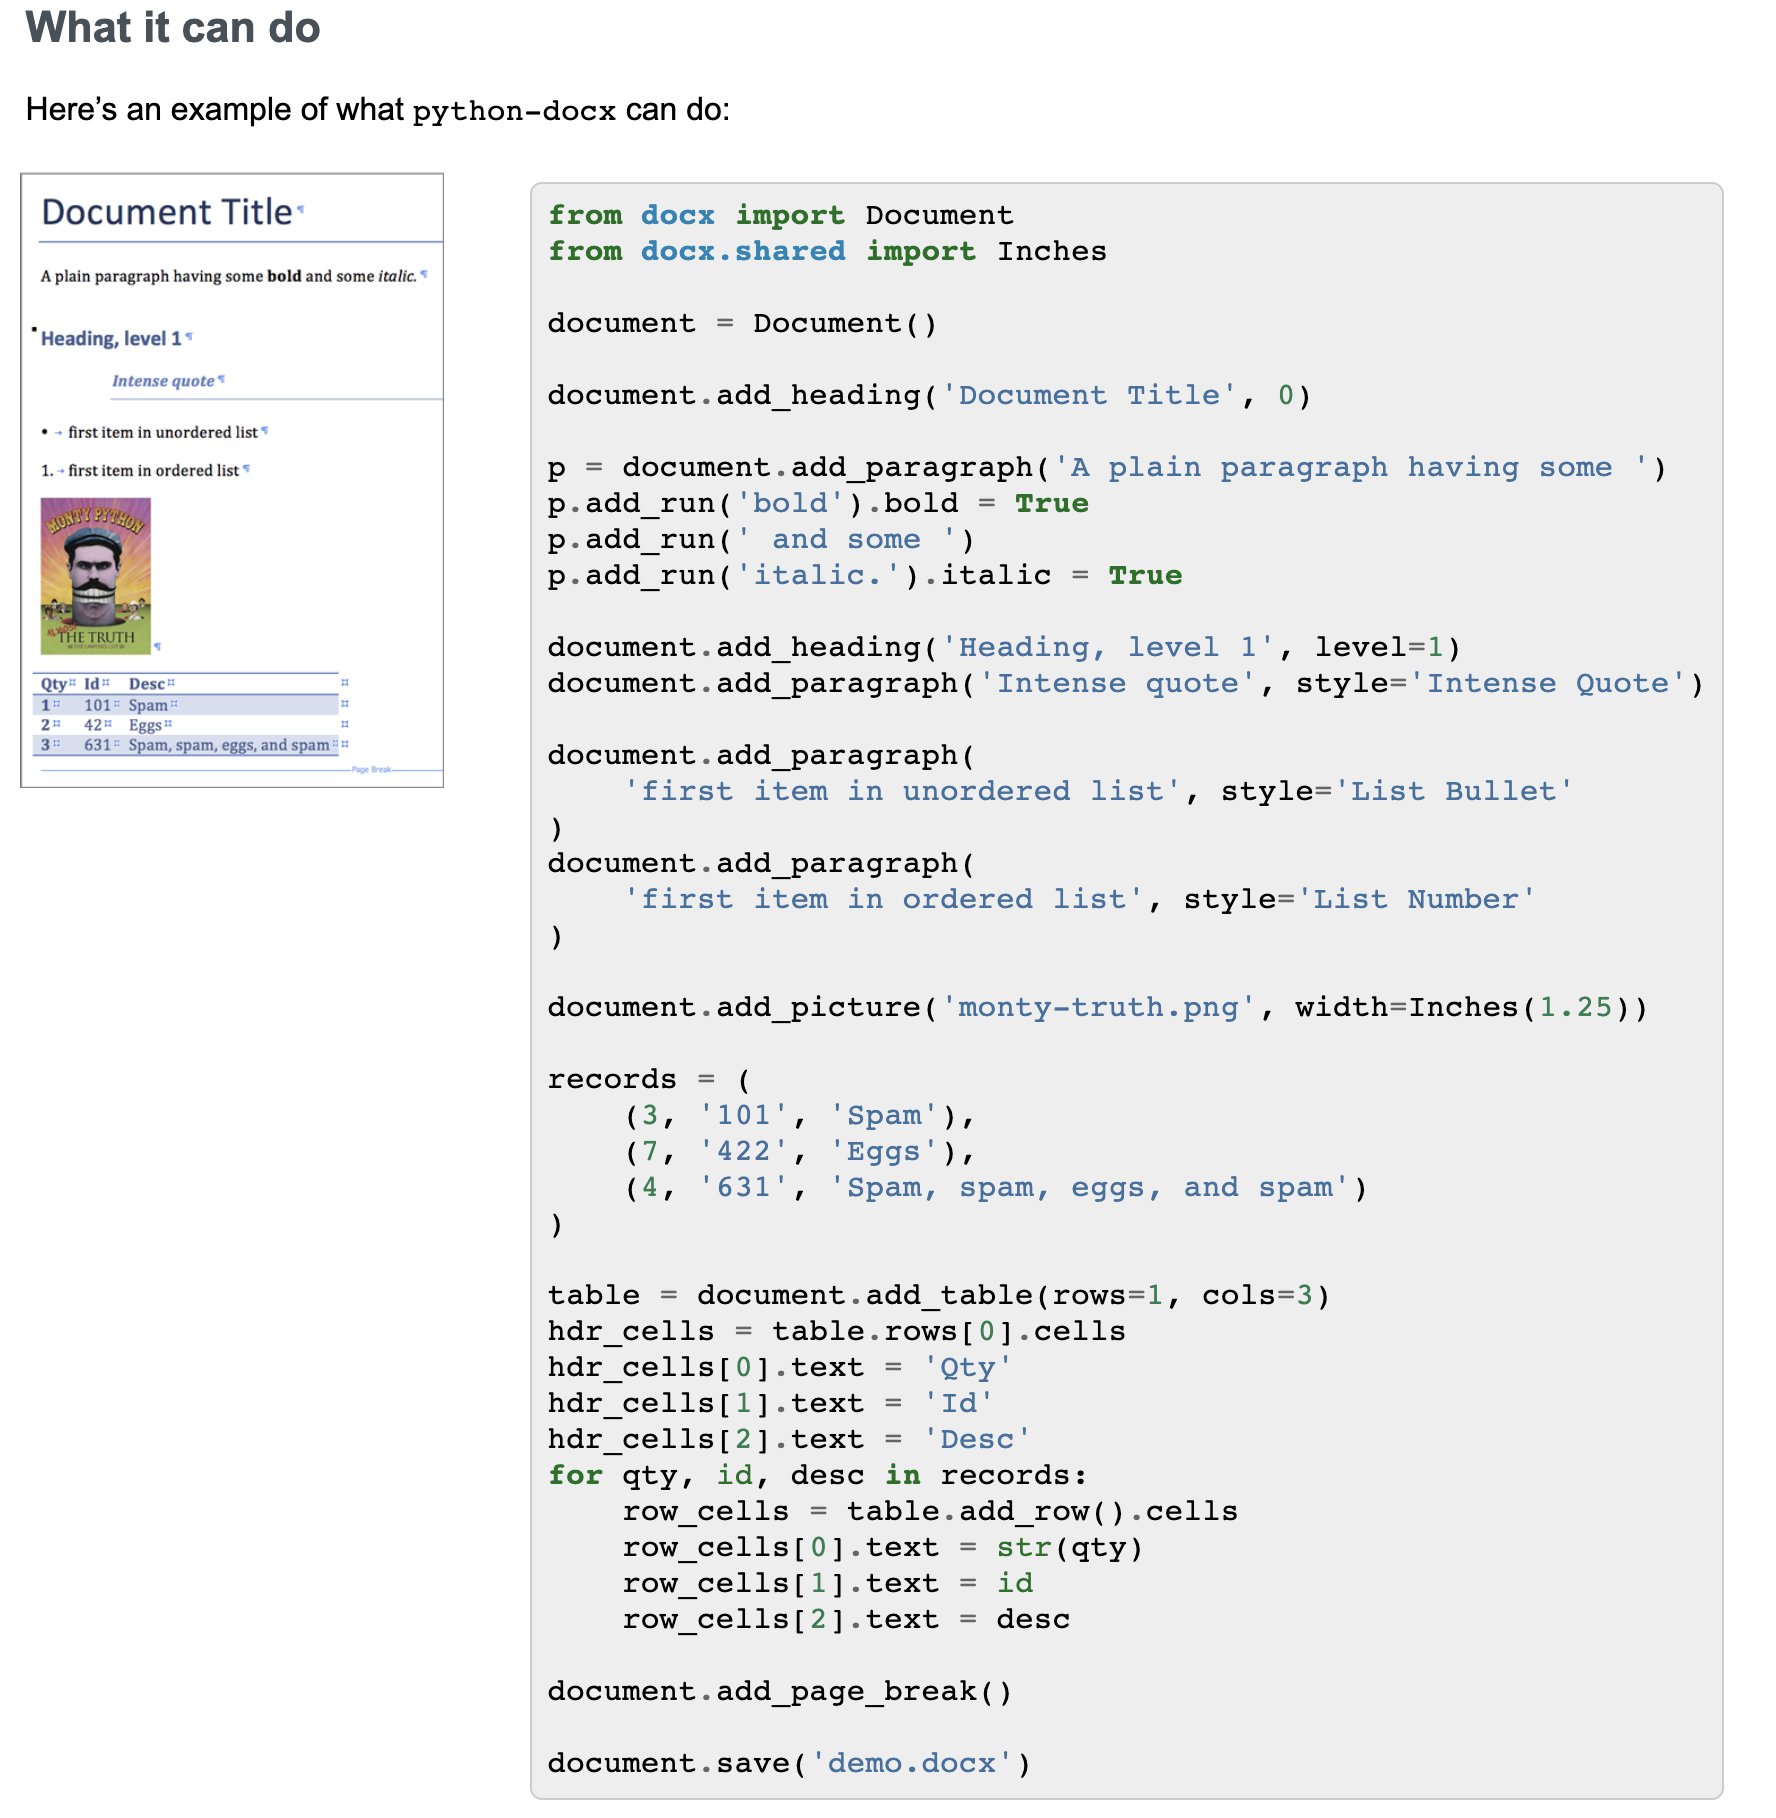 What it can do
Here’s an example of what python-docx can do:
Document Title
A plain paragraph having some bold and some italic.
Heading, level 1
Intense quote
• first item in unordered list
1. first item in ordered list
MONTY PYTHON
ALMOST
THE TRUTH
Qty Id Desc
1 101 Spam
2 42 Eggs
3 631 Spam, spam, eggs, and spam
Page Break
from docx import Document
from docx.shared import Inches

document = Document()

document.add_heading('Document Title', 0)

p = document.add_paragraph('A plain paragraph having some ')
p.add_run('bold').bold = True
p.add_run(' and some ')
p.add_run('italic.').italic = True

document.add_heading('Heading, level 1', level=1)
document.add_paragraph('Intense quote', style='Intense Quote')

document.add_paragraph(
    'first item in unordered list', style='List Bullet'
)
document.add_paragraph(
    'first item in ordered list', style='List Number'
)

document.add_picture('monty-truth.png', width=Inches(1.25))

records = (
    (3, '101', 'Spam'),
    (7, '422', 'Eggs'),
    (4, '631', 'Spam, spam, eggs, and spam')
)

table = document.add_table(rows=1, cols=3)
hdr_cells = table.rows[0].cells
hdr_cells[0].text = 'Qty'
hdr_cells[1].text = 'Id'
hdr_cells[2].text = 'Desc'
for qty, id, desc in records:
    row_cells = table.add_row().cells
    row_cells[0].text = str(qty)
    row_cells[1].text = id
    row_cells[2].text = desc

document.add_page_break()

document.save('demo.docx')